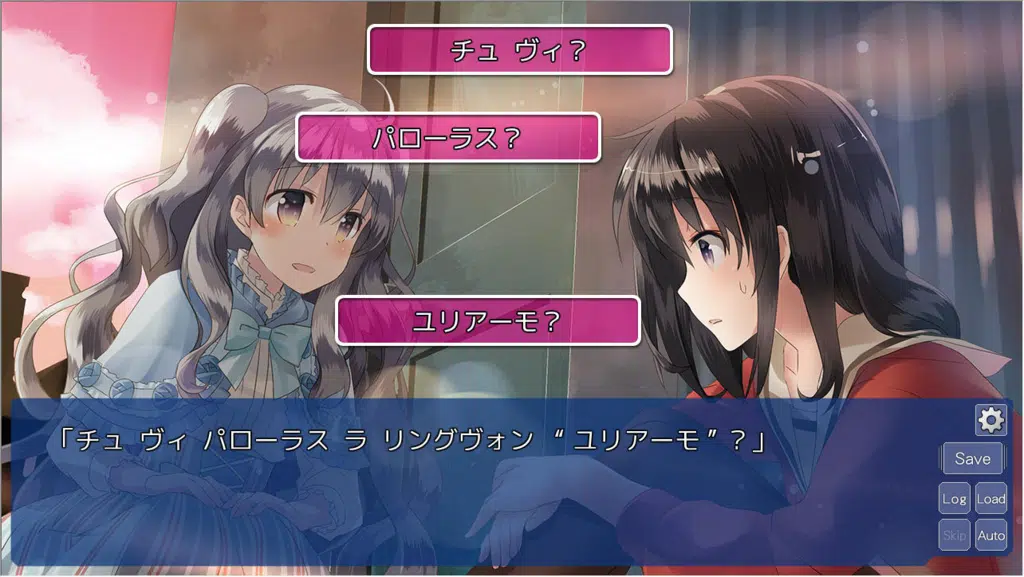 チュ ヴィ？
パローラス？
ユリアーモ？
「チュ ヴィ パローラス ラ リングヴォン “ ユリアーモ ” ？」
Save
Log Load
Skip Auto